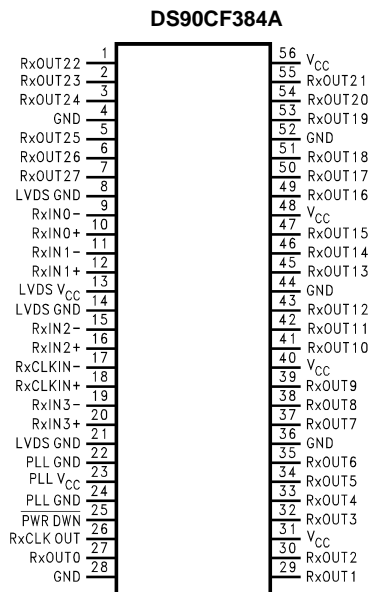 DS90CF384A
RxOUT22 1 56 VCC
RxOUT23 2 55 RxOUT21
RxOUT24 3 54 RxOUT20
GND 4 53 RxOUT19
RxOUT25 5 52 GND
RxOUT26 6 51 RxOUT18
RxOUT27 7 50 RxOUT17
LVDS GND 8 49 RxOUT16
RxIN0− 9 48 VCC
RxIN0+ 10 47 RxOUT15
RxIN1− 11 46 RxOUT14
RxIN1+ 12 45 RxOUT13
LVDS VCC 13 44 GND
LVDS GND 14 43 RxOUT12
RxIN2− 15 42 RxOUT11
RxIN2+ 16 41 RxOUT10
RxCLKIN− 17 40 VCC
RxCLKIN+ 18 39 RxOUT9
RxIN3− 19 38 RxOUT8
RxIN3+ 20 37 RxOUT7
LVDS GND 21 36 GND
PLL GND 22 35 RxOUT6
PLL VCC 23 34 RxOUT5
PLL GND 24 33 RxOUT4
PWR DWN 25 32 RxOUT3
RxCLK OUT 26 31 VCC
RxOUT0 27 30 RxOUT2
GND 28 29 RxOUT1